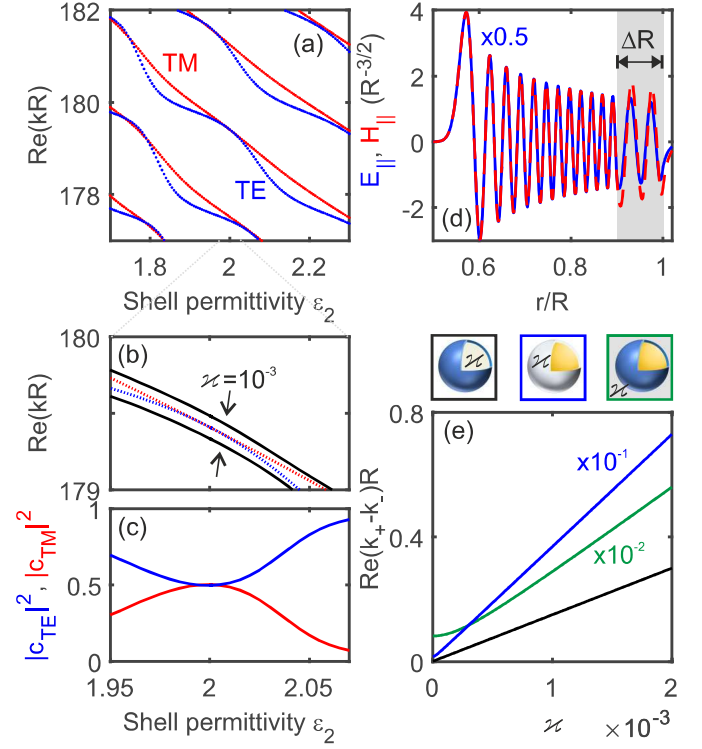 182
180
178
Re(kR)
(a)
TM
TE
1.8
2
2.2
Shell permittivity ε₂
E||, H|| (R^-3/2)
4
2
0
-2
x0.5
ΔR
(d)
0.6
0.8
1
r/R
180
179
Re(kR)
(b)
ϰ=10⁻³
|c_TE|², |c_TM|²
1
0.5
0
(c)
1.95
2
2.05
Shell permittivity ε₂
ϰ
ϰ
ϰ
Re(k₊-k₋)R
0.8
0.4
0
(e)
x10⁻¹
x10⁻²
0
1
2
ϰ ×10⁻³